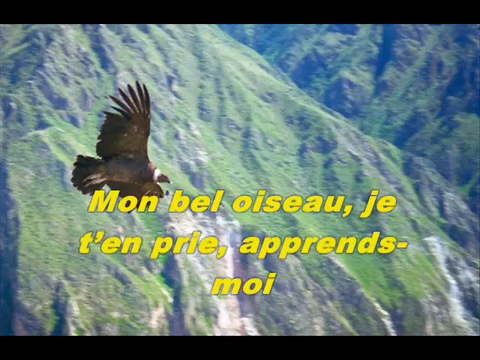 Mon bel oiseau, je
t’en prie, apprends-
moi